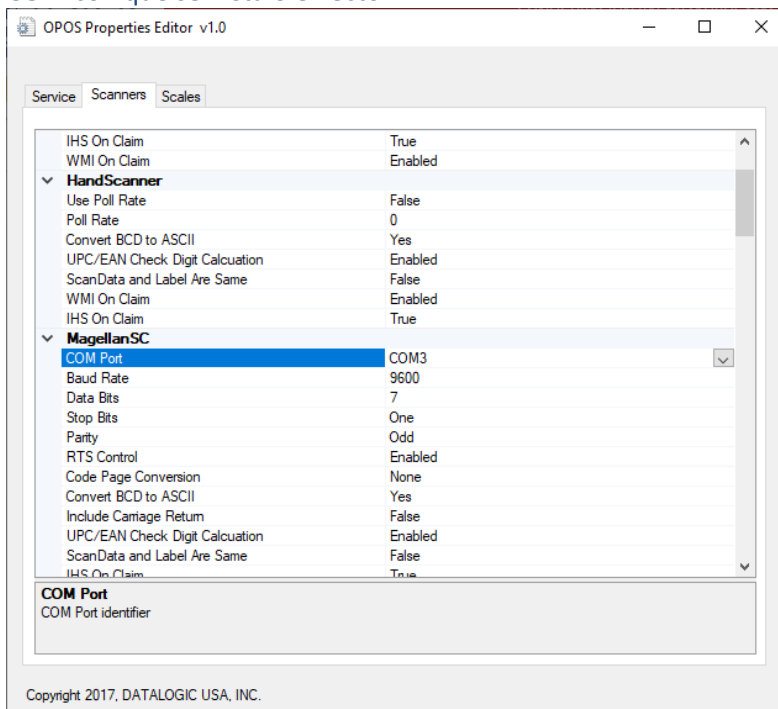 OPOS Properties Editor v1.0
Service Scanners Scales
IHS On Claim True
WMI On Claim Enabled
HandScanner
Use Poll Rate False
Poll Rate 0
Convert BCD to ASCII Yes
UPC/EAN Check Digit Calcuation Enabled
ScanData and Label Are Same False
WMI On Claim Enabled
IHS On Claim True
MagellanSC
COM Port COM3
Baud Rate 9600
Data Bits 7
Stop Bits One
Parity Odd
RTS Control Enabled
Code Page Conversion None
Convert BCD to ASCII Yes
Include Carriage Return False
UPC/EAN Check Digit Calcuation Enabled
ScanData and Label Are Same False
IHS On Claim True
COM Port
COM Port identifier
Copyright 2017, DATALOGIC USA, INC.